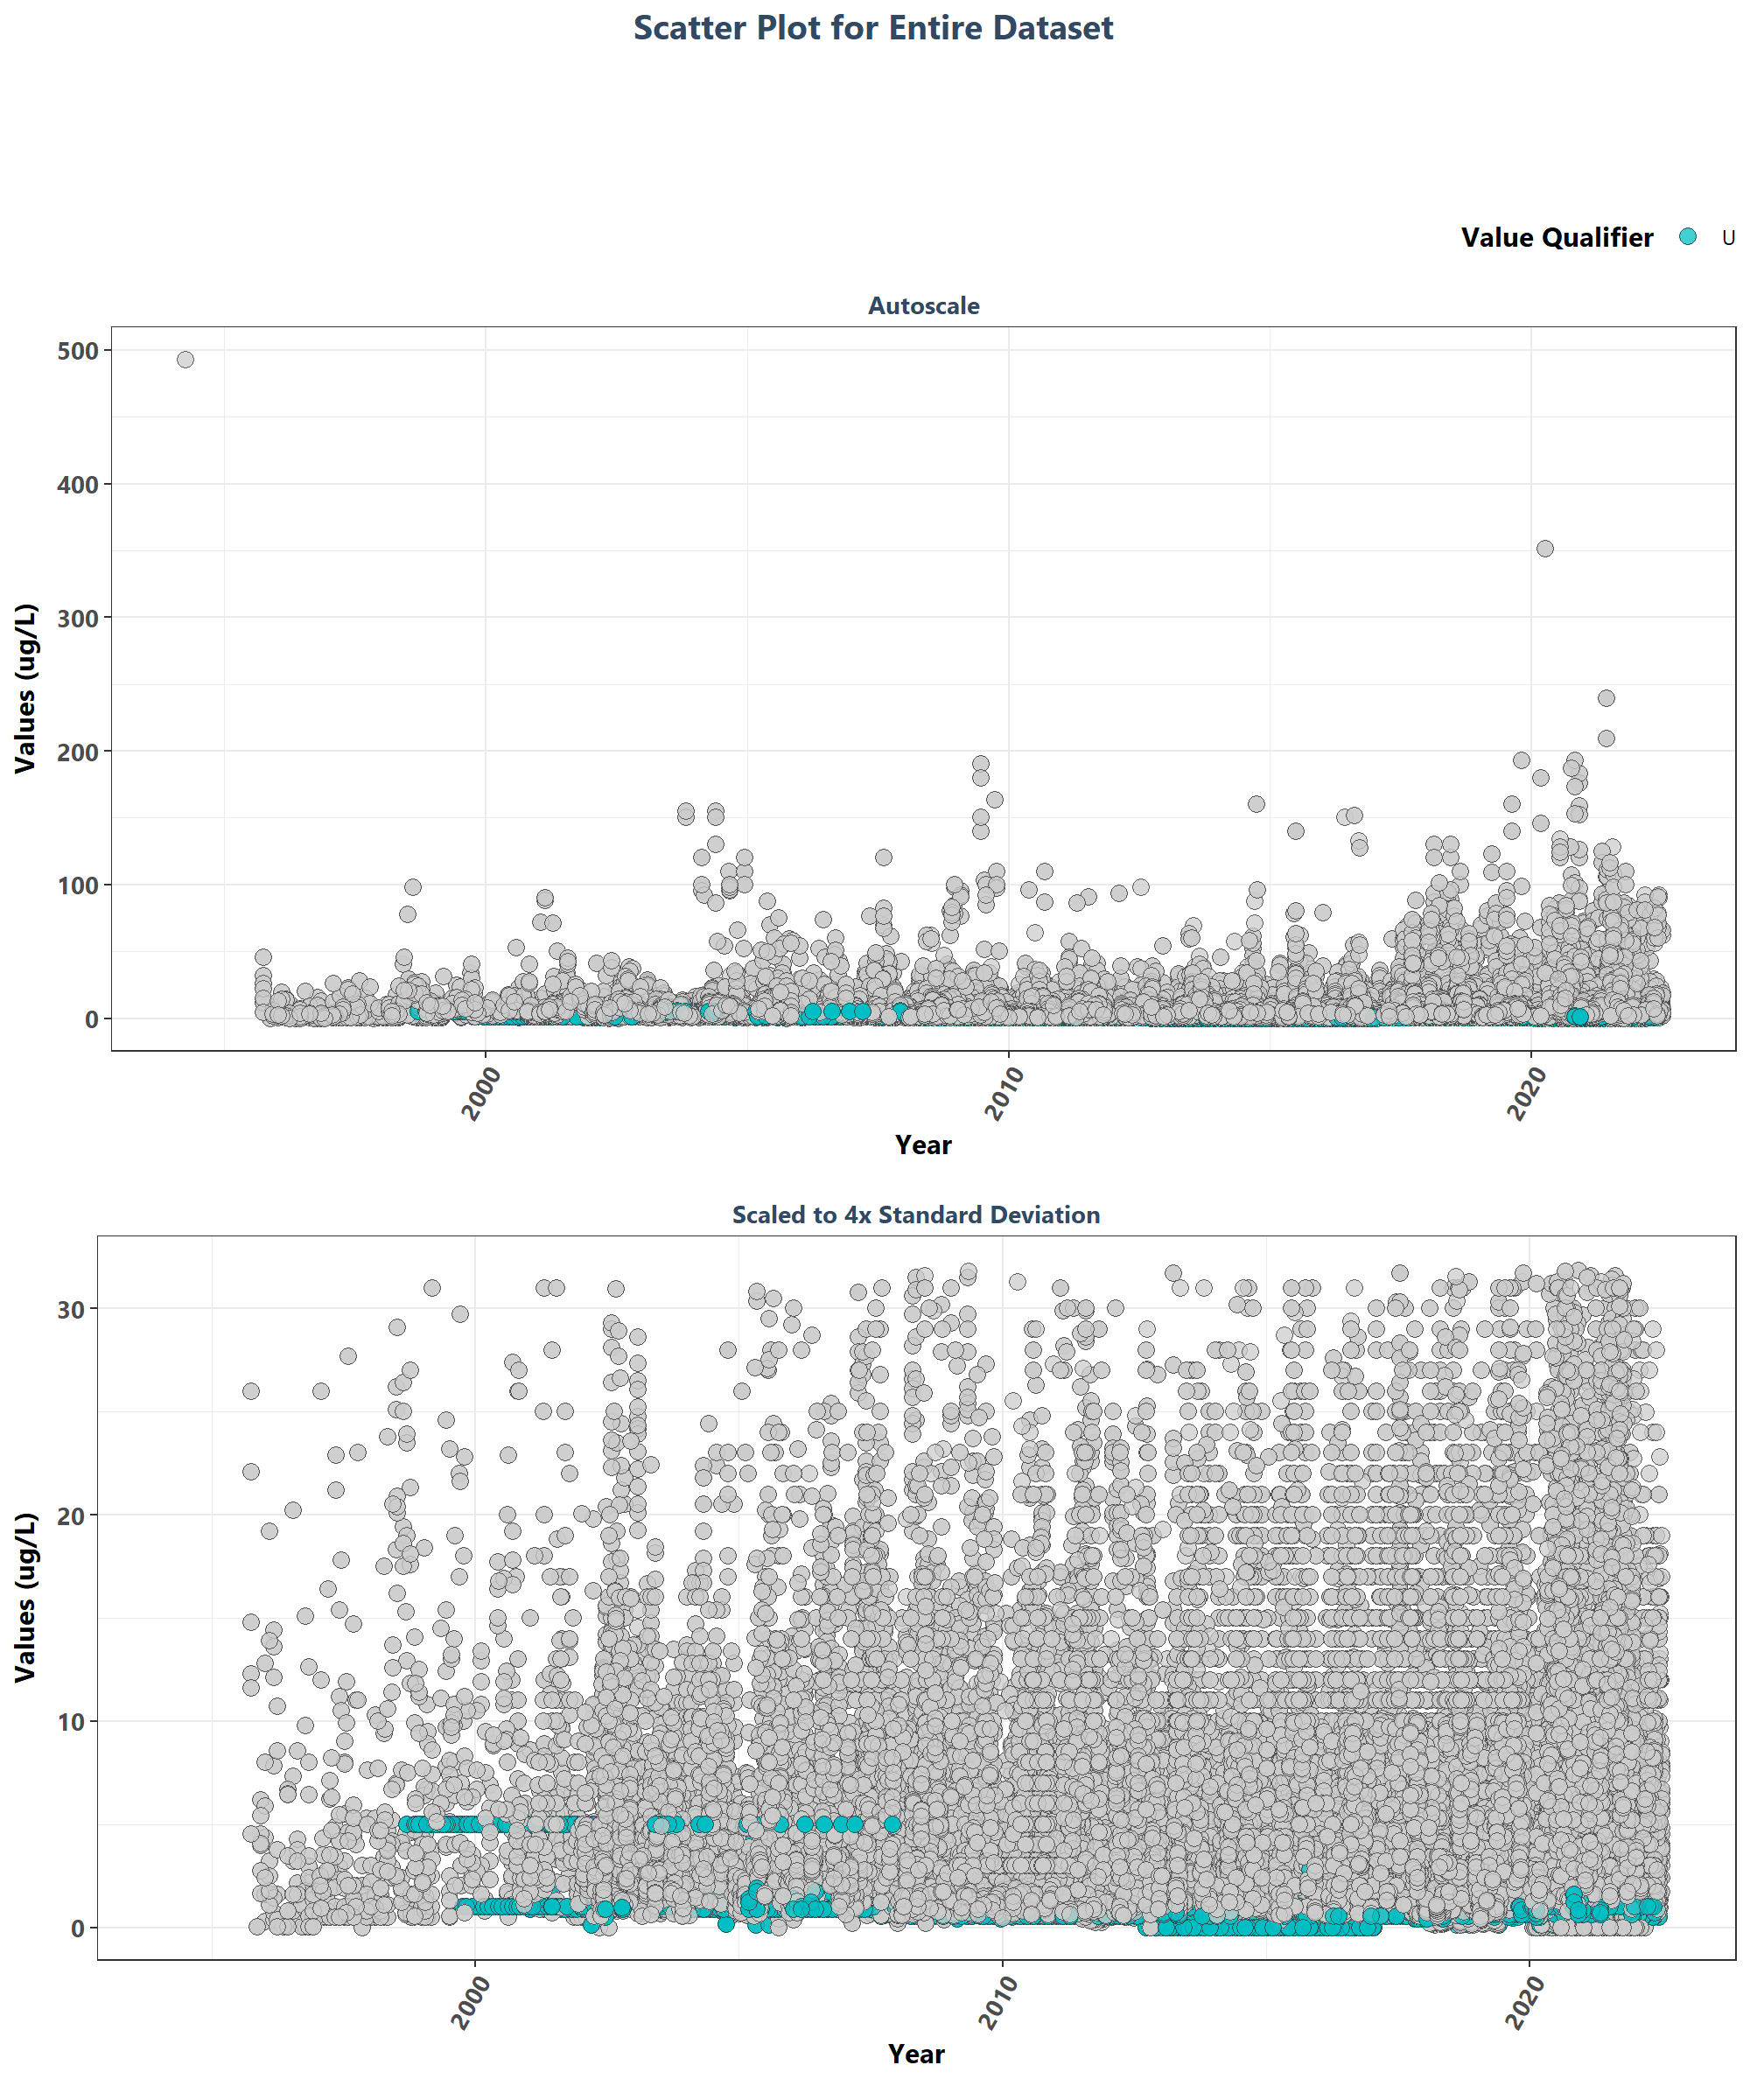 Scatter Plot for Entire Dataset
Value Qualifier U
Autoscale
500
400
300
200
100
0
Values (ug/L)
2000 2010 2020
Year
Scaled to 4x Standard Deviation
30
20
10
0
Values (ug/L)
2000 2010 2020
Year